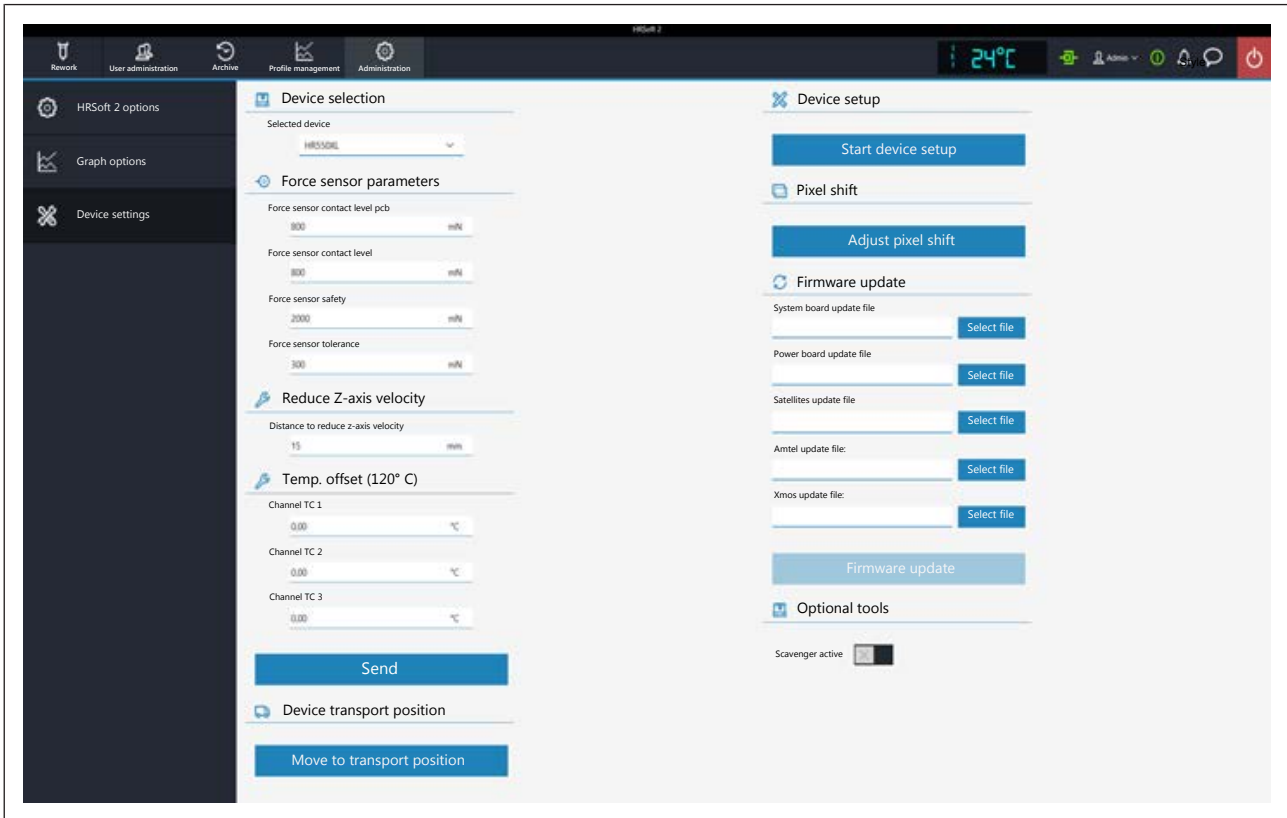 HRSoft 2
Rework
User administration
Archive
Profile management
Administration
24°C
Admin
HRSoft 2 options
Graph options
Device settings
Device selection
Selected device
HR550XL
Force sensor parameters
Force sensor contact level pcb
800 mN
Force sensor contact level
800 mN
Force sensor safety
2000 mN
Force sensor tolerance
300 mN
Reduce Z-axis velocity
Distance to reduce z-axis velocity
15 mm
Temp. offset (120° C)
Channel TC 1
0,00 °C
Channel TC 2
0,00 °C
Channel TC 3
0,00 °C
Send
Device transport position
Move to transport position
Device setup
Start device setup
Pixel shift
Adjust pixel shift
Firmware update
System board update file
Select file
Power board update file
Select file
Satellites update file
Select file
Amtel update file:
Select file
Xmos update file:
Select file
Firmware update
Optional tools
Scavenger active